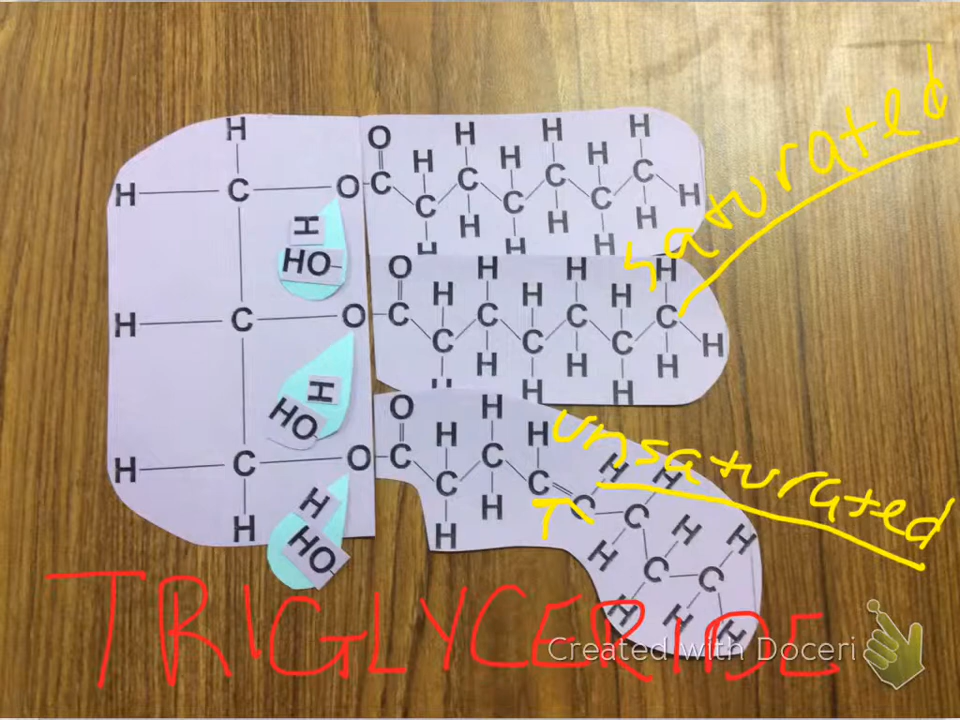 H O H H H
H H H
H C O C C C C H
C C C
H H H H
H H H
HO
saturated
O H H H
H H H
H C O C C C C
C C C H
H H H
H H H
H
HO
O H H
H H unsaturated
H C O C C H H
C C C C
H H H H H
H H H
HO C C
H H H
TRIGLYCERIDE
Created with Doceri